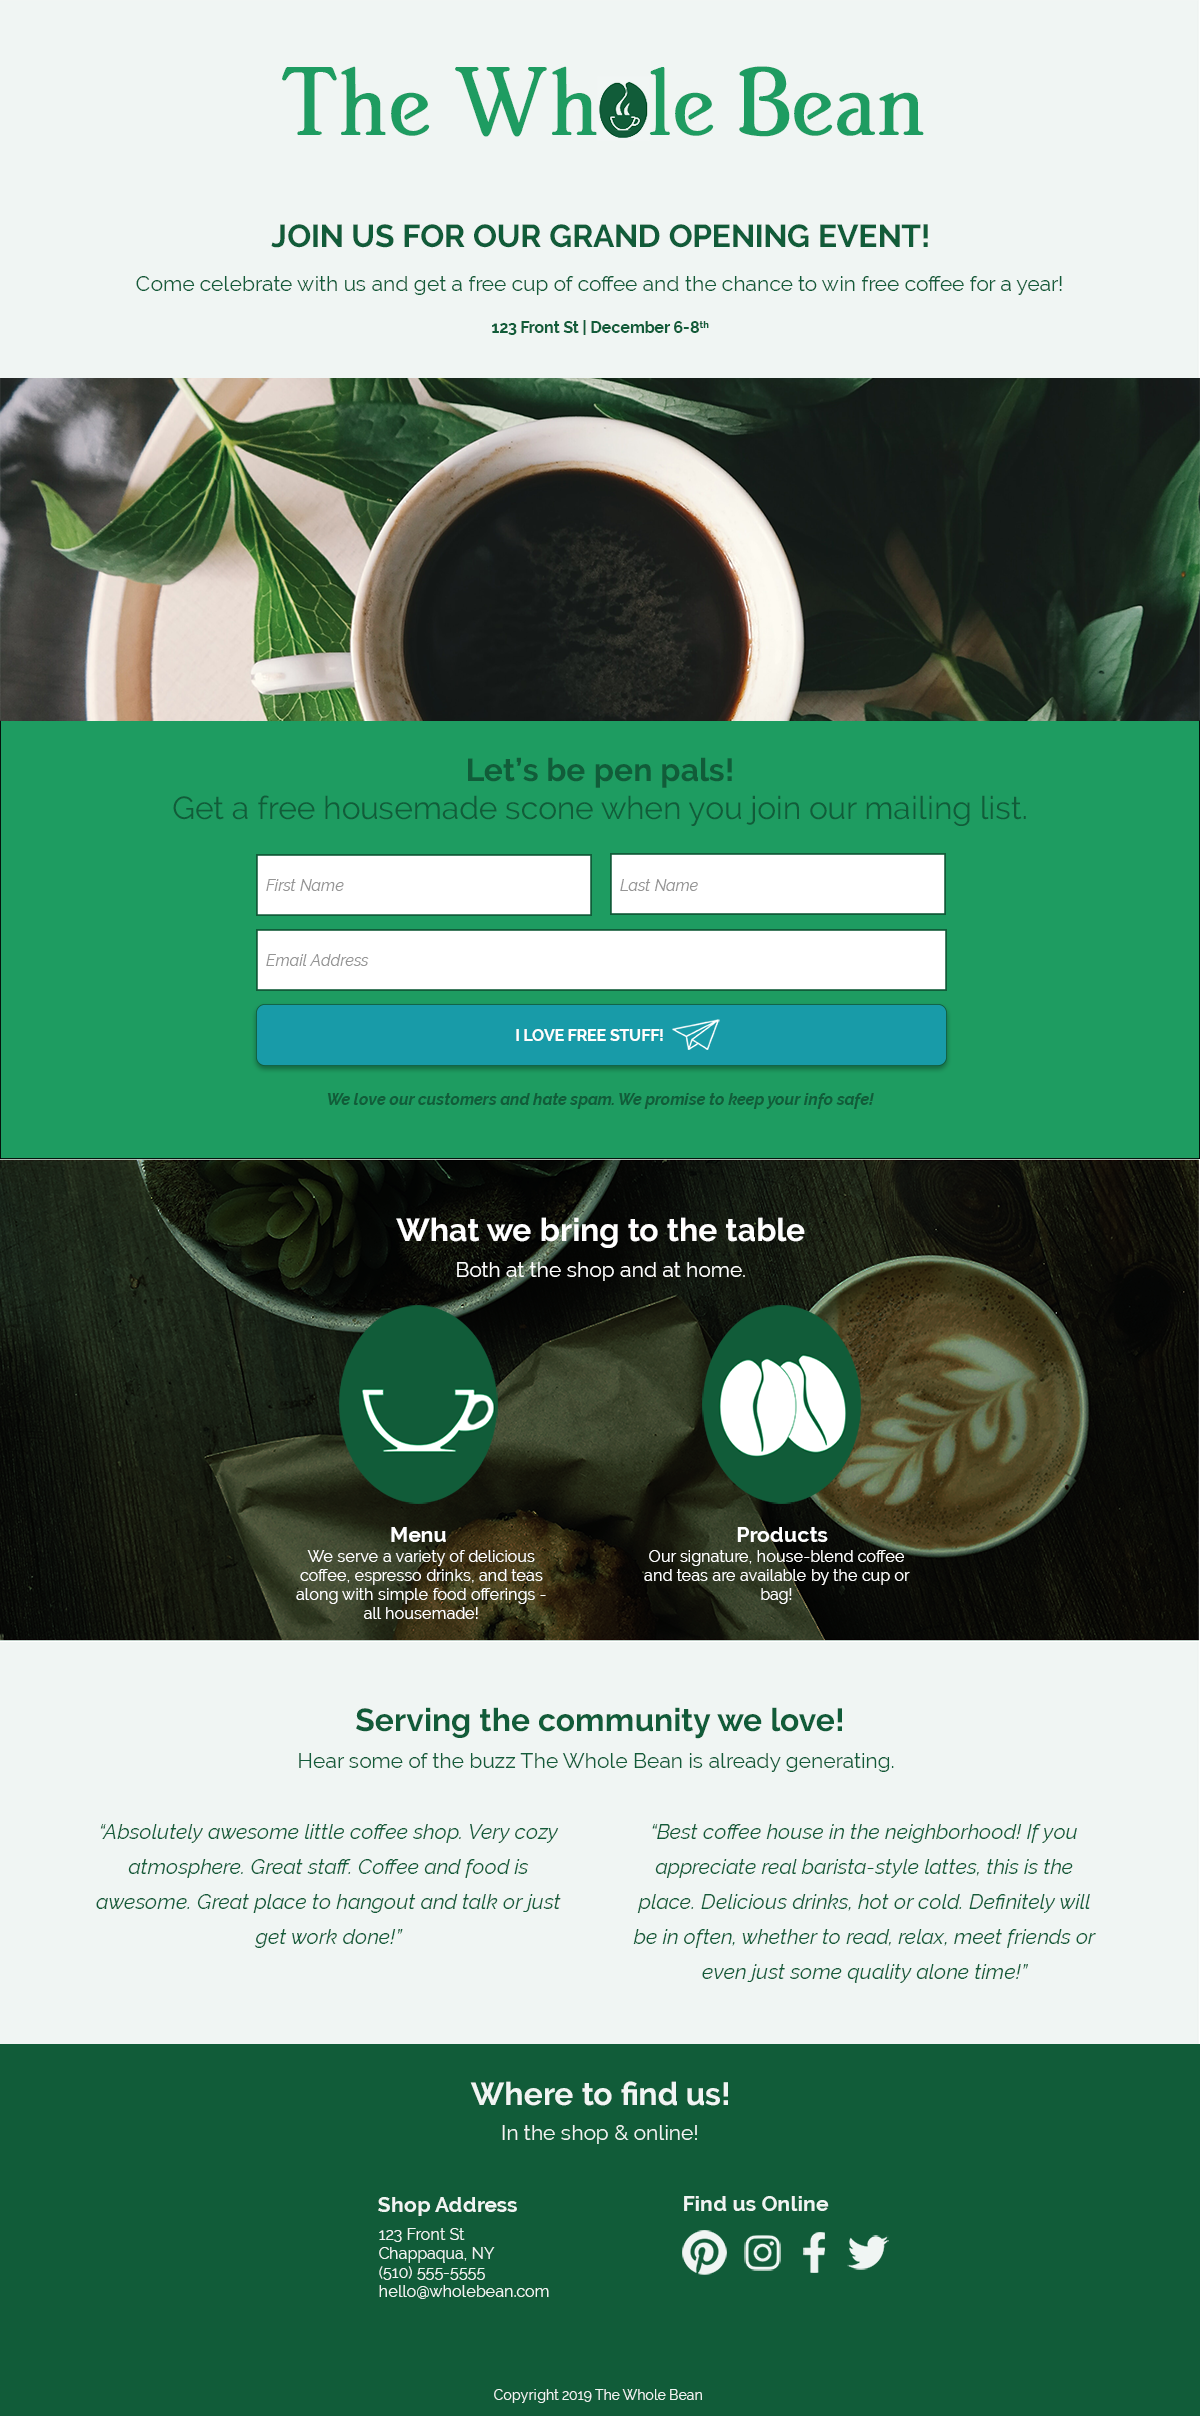 The Whole Bean
JOIN US FOR OUR GRAND OPENING EVENT!
Come celebrate with us and get a free cup of coffee and the chance to win free coffee for a year!
123 Front St | December 6-8th
Let's be pen pals!
Get a free housemade scone when you join our mailing list.
First Name
Last Name
Email Address
I LOVE FREE STUFF!
We love our customers and hate spam. We promise to keep your info safe!
What we bring to the table
Both at the shop and at home.
Menu
We serve a variety of delicious
coffee, espresso drinks, and teas
along with simple food offerings -
all housemade!
Products
Our signature, house-blend coffee
and teas are available by the cup or
bag!
Serving the community we love!
Hear some of the buzz The Whole Bean is already generating.
“Absolutely awesome little coffee shop. Very cozy
atmosphere. Great staff. Coffee and food is
awesome. Great place to hangout and talk or just
get work done!”
“Best coffee house in the neighborhood! If you
appreciate real barista-style lattes, this is the
place. Delicious drinks, hot or cold. Definitely will
be in often, whether to read, relax, meet friends or
even just some quality alone time!”
Where to find us!
In the shop & online!
Shop Address
123 Front St
Chappaqua, NY
(510) 555-5555
hello@wholebean.com
Find us Online
Copyright 2019 The Whole Bean